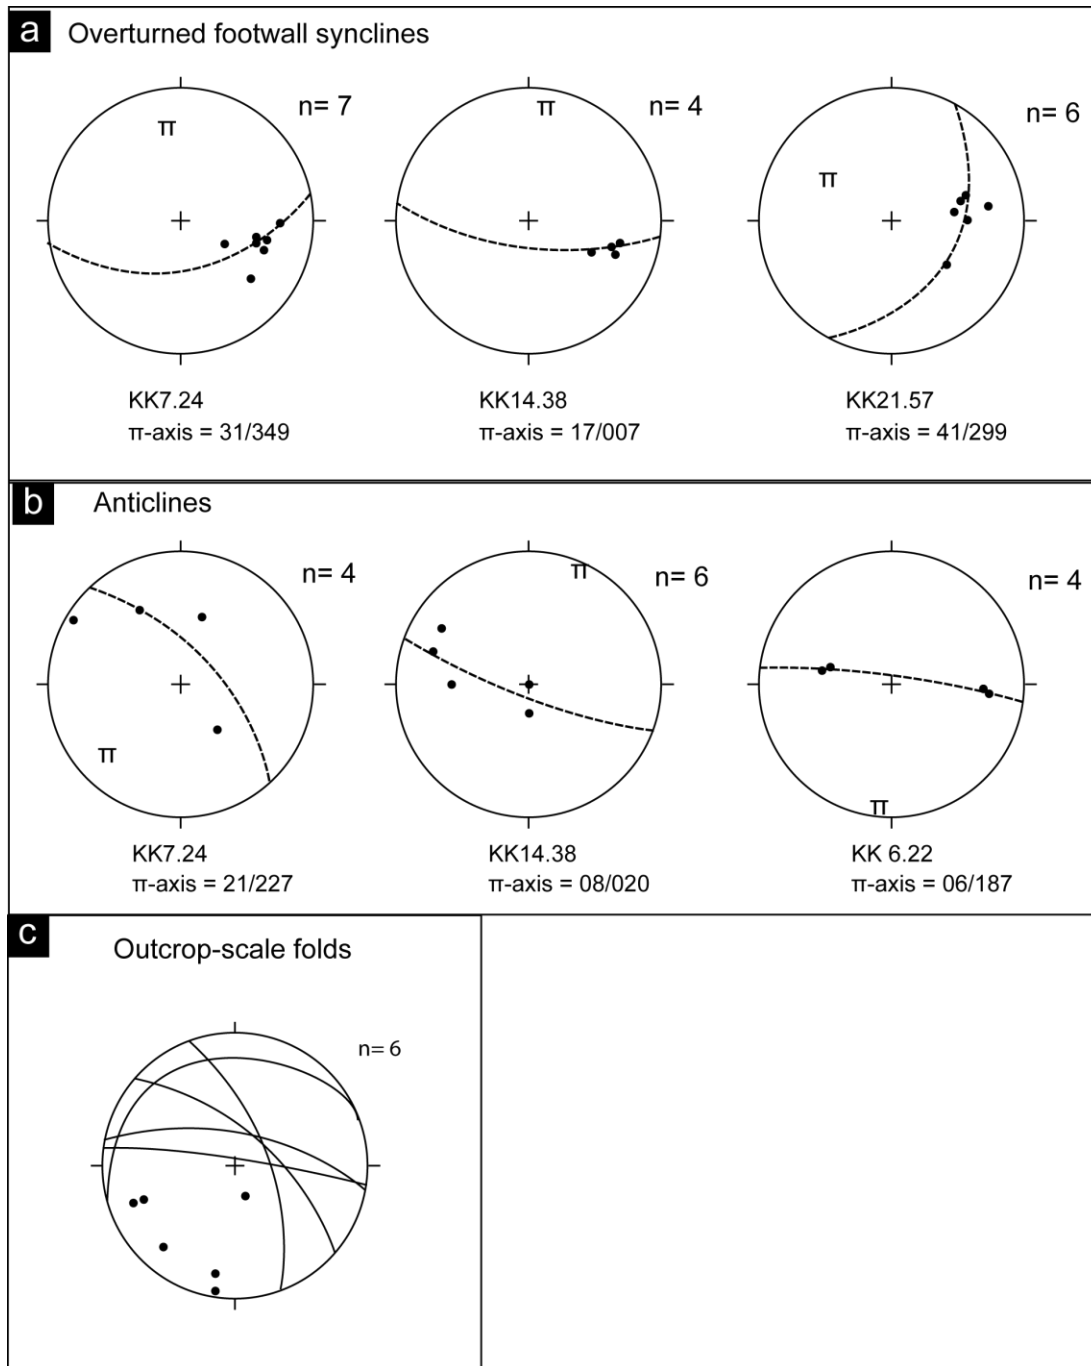 a Overturned footwall synclines
n= 7
n= 4
n= 6
π
π
π
KK7.24
π-axis = 31/349
KK14.38
π-axis = 17/007
KK21.57
π-axis = 41/299
b Anticlines
n= 4
n= 6
n= 4
π
π
π
KK7.24
π-axis = 21/227
KK14.38
π-axis = 08/020
KK 6.22
π-axis = 06/187
c Outcrop-scale folds
n= 6